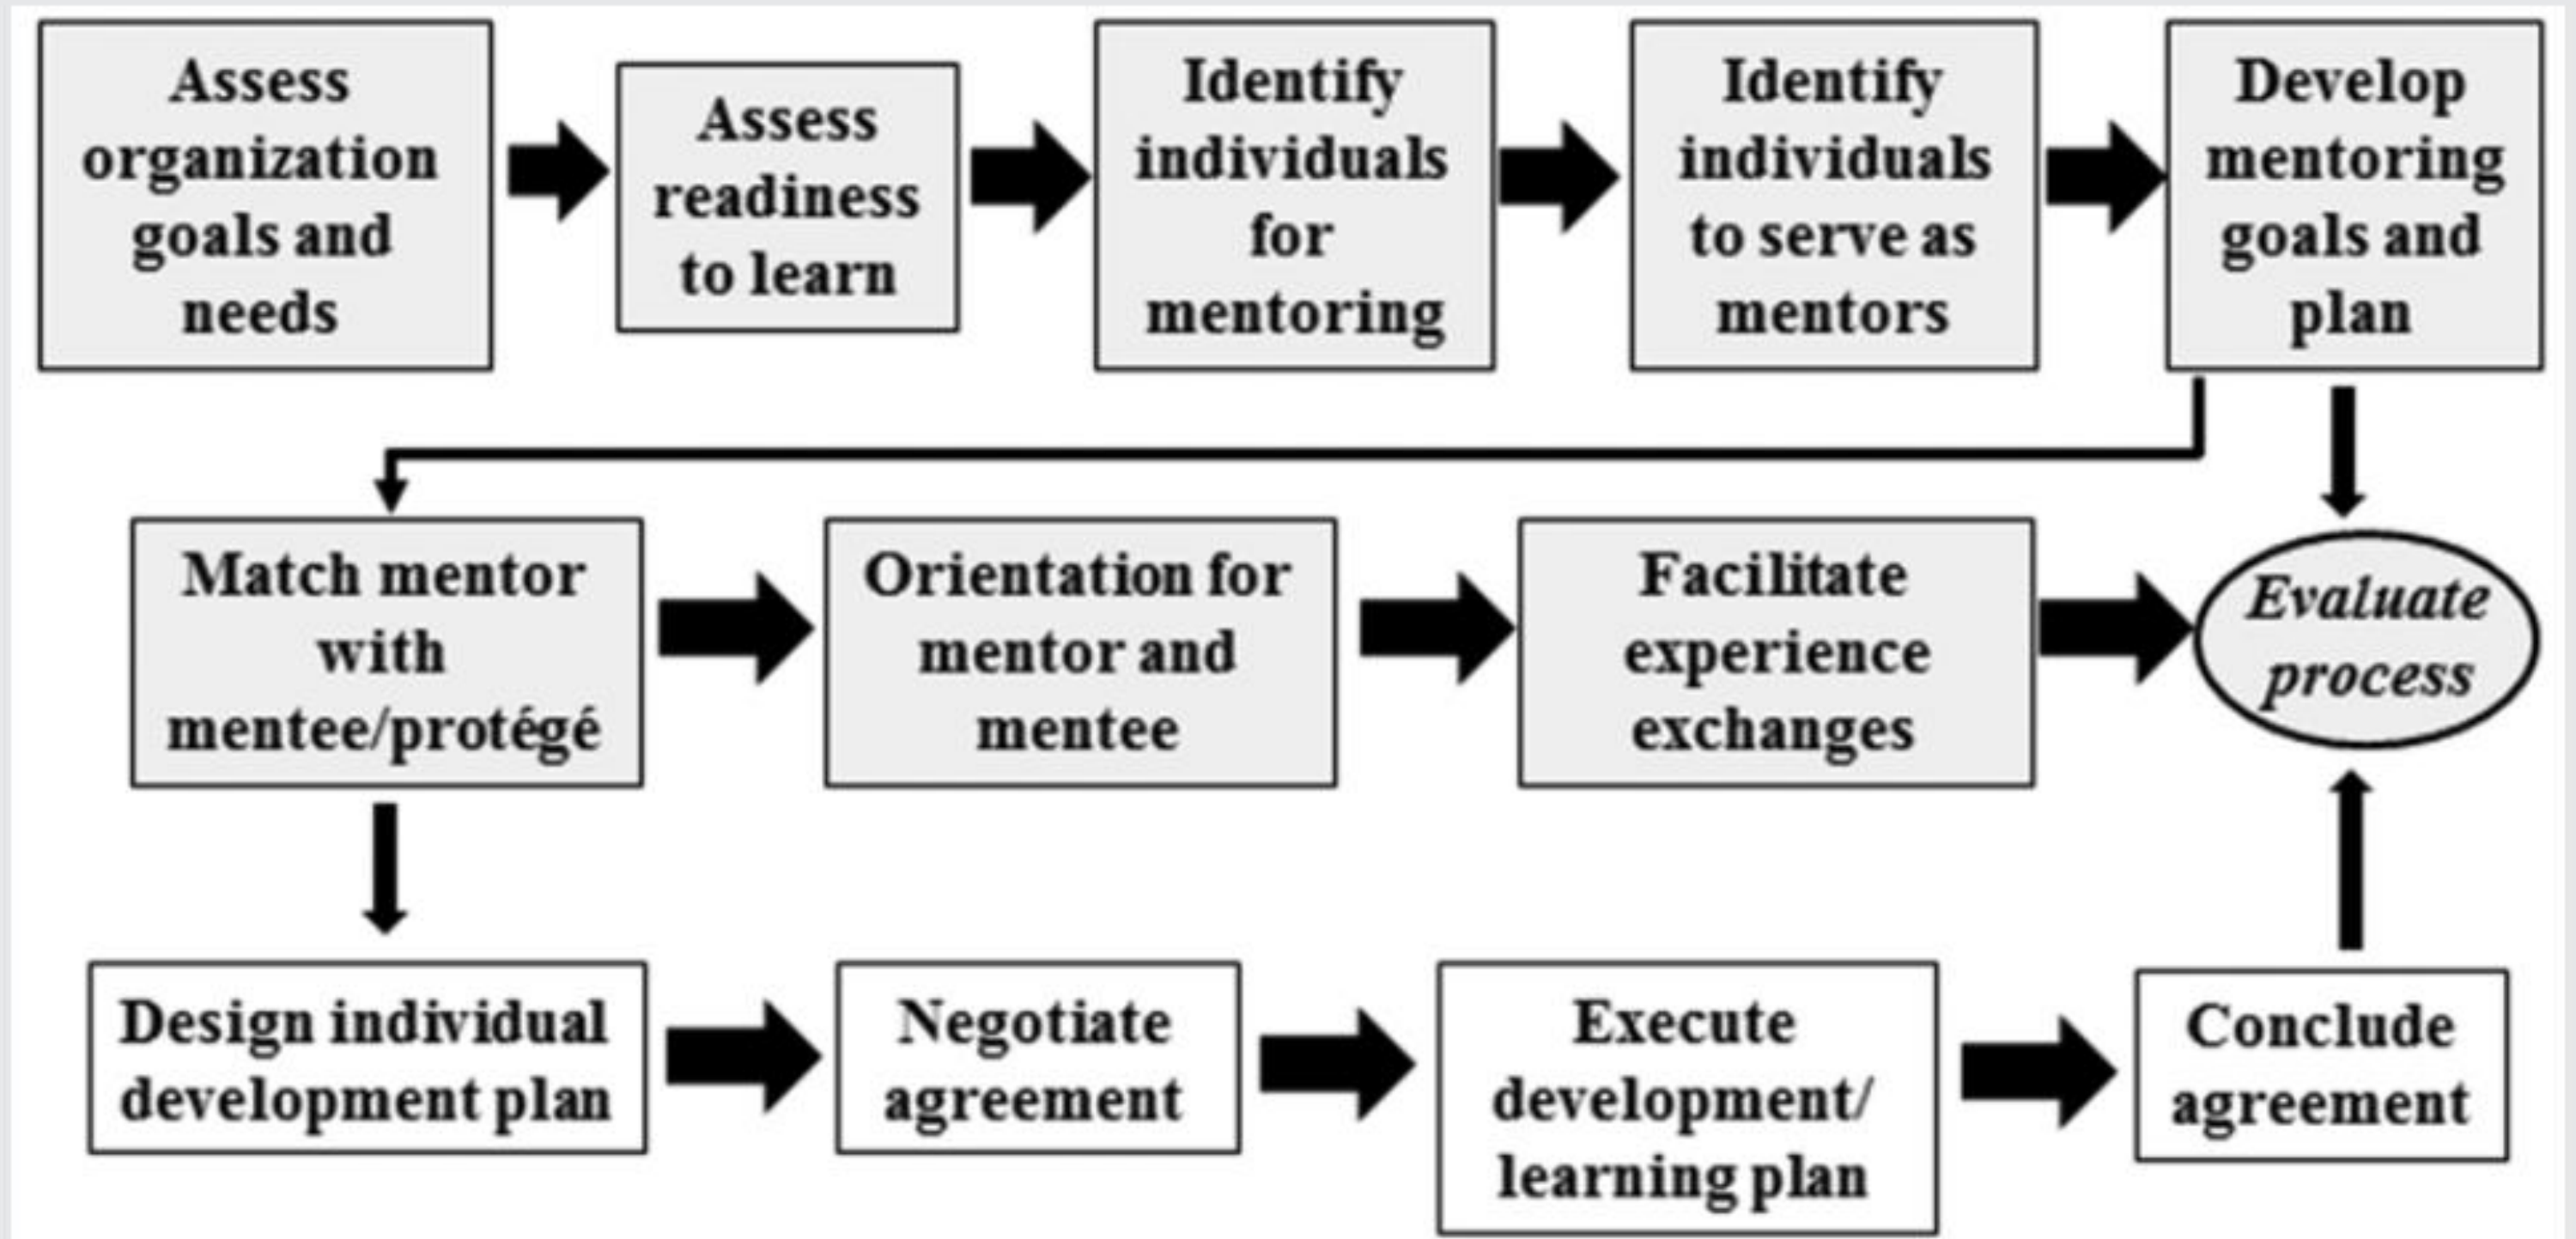 Assess
organization
goals and
needs
Assess
readiness
to learn
Identify
individuals
for
mentoring
Identify
individuals
to serve as
mentors
Develop
mentoring
goals and
plan
Match mentor
with
mentee/protégé
Orientation for
mentor and
mentee
Facilitate
experience
exchanges
Evaluate
process
Design individual
development plan
Negotiate
agreement
Execute
development/
learning plan
Conclude
agreement